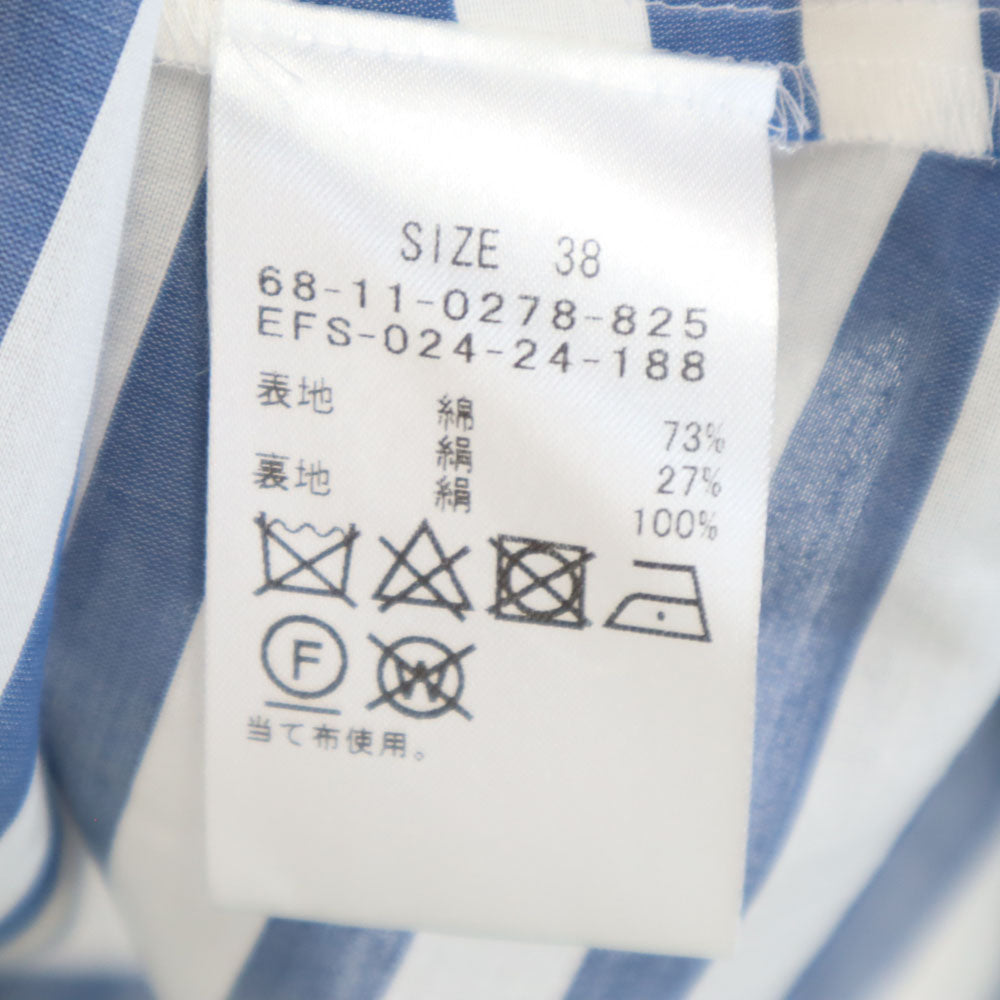 SIZE 38
68-11-0278-825
EFS-024-24-188
表地 綿 73%
絹 27%
裏地 絹 100%
F W
当て布使用。